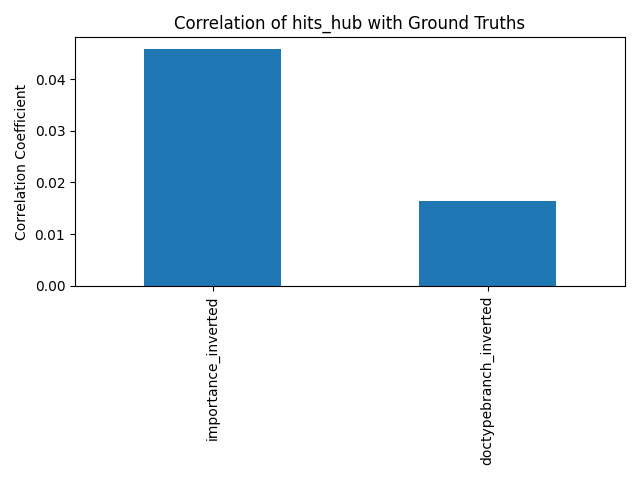 Correlation of hits_hub with Ground Truths
Correlation Coefficient
0.04
0.03
0.02
0.01
0.00
importance_inverted
doctypebranch_inverted